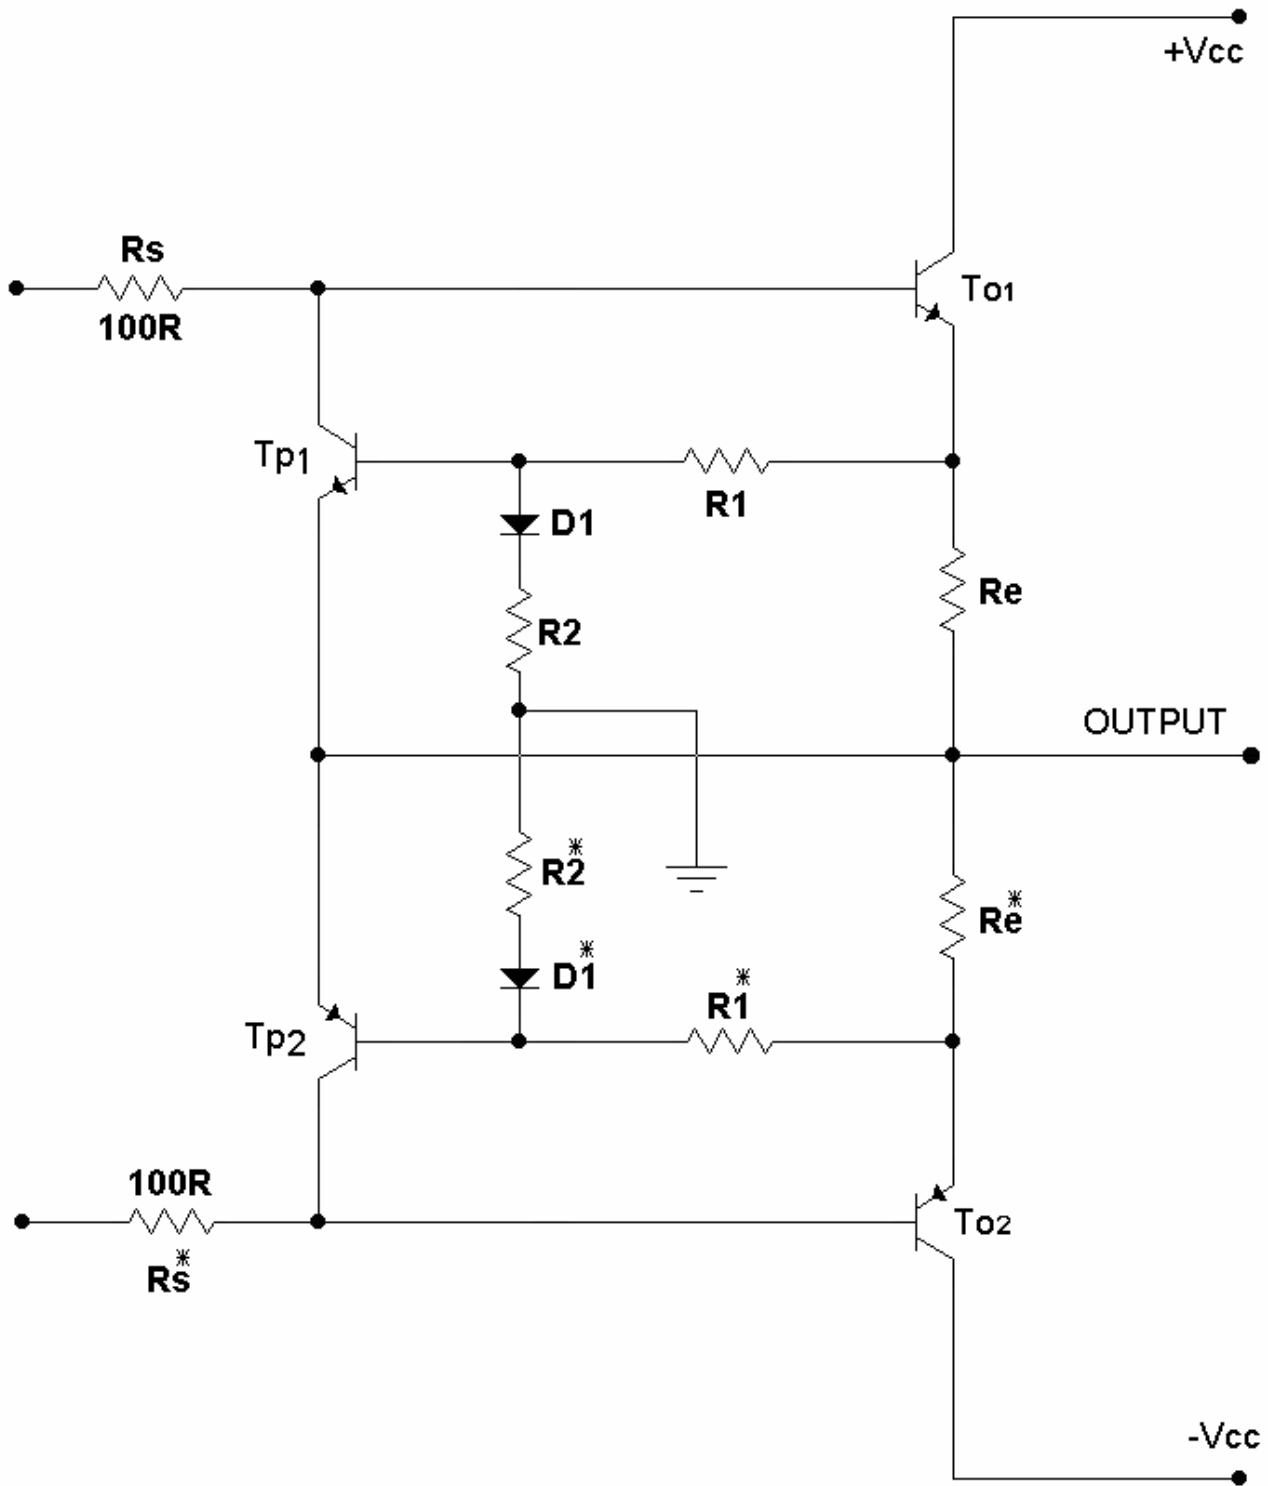 +Vcc
Rs
100R
To1
Tp1
R1
D1
Re
R2
OUTPUT
R2*
Re*
D1*
R1*
Tp2
100R
To2
Rs*
-Vcc